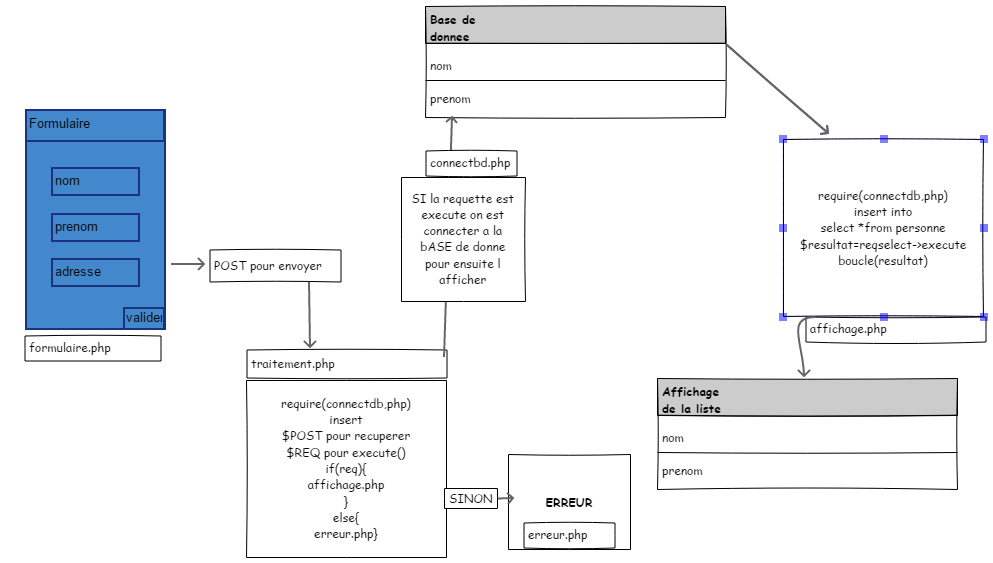 Formulaire
nom
prenom
adresse
valider
formulaire.php
POST pour envoyer
traitement.php
require(connectdb,php)
insert
$POST pour recuperer
$REQ pour execute()
if(req){
affichage.php
}
else{
erreur.php}
SINON
ERREUR
erreur.php
Base de
donnee
nom
prenom
connectbd.php
SI la requette est
execute on est
connecter a la
bASE de donne
pour ensuite l
afficher
require(connectdb,php)
insert into
select *from personne
$resultat=reqselect->execute
boucle(resultat)
affichage.php
Affichage
de la liste
nom
prenom